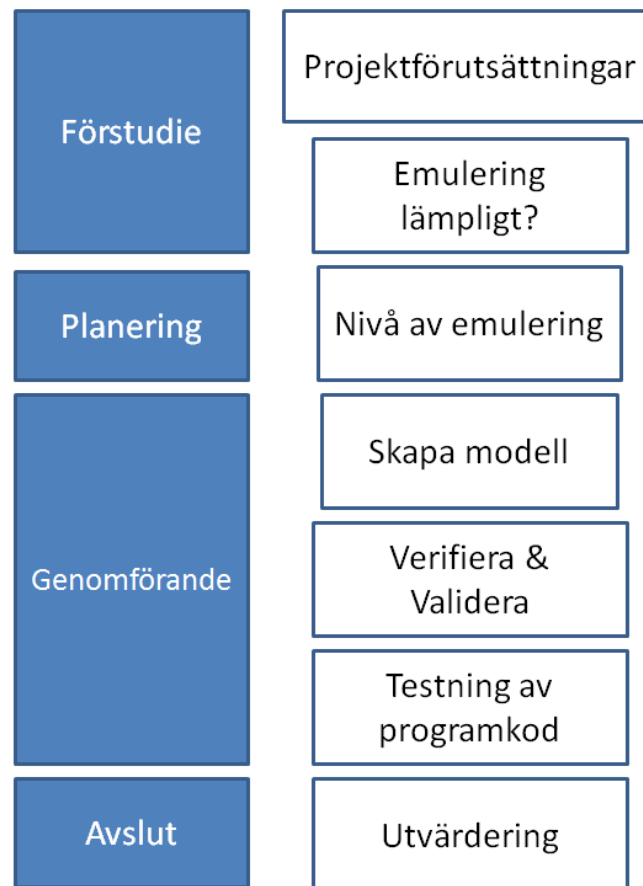 Förstudie
Projektförutsättningar
Emulering
lämpligt?
Planering
Nivå av emulering
Genomförande
Skapa modell
Verifiera &
Validera
Testning av
programkod
Avslut
Utvärdering